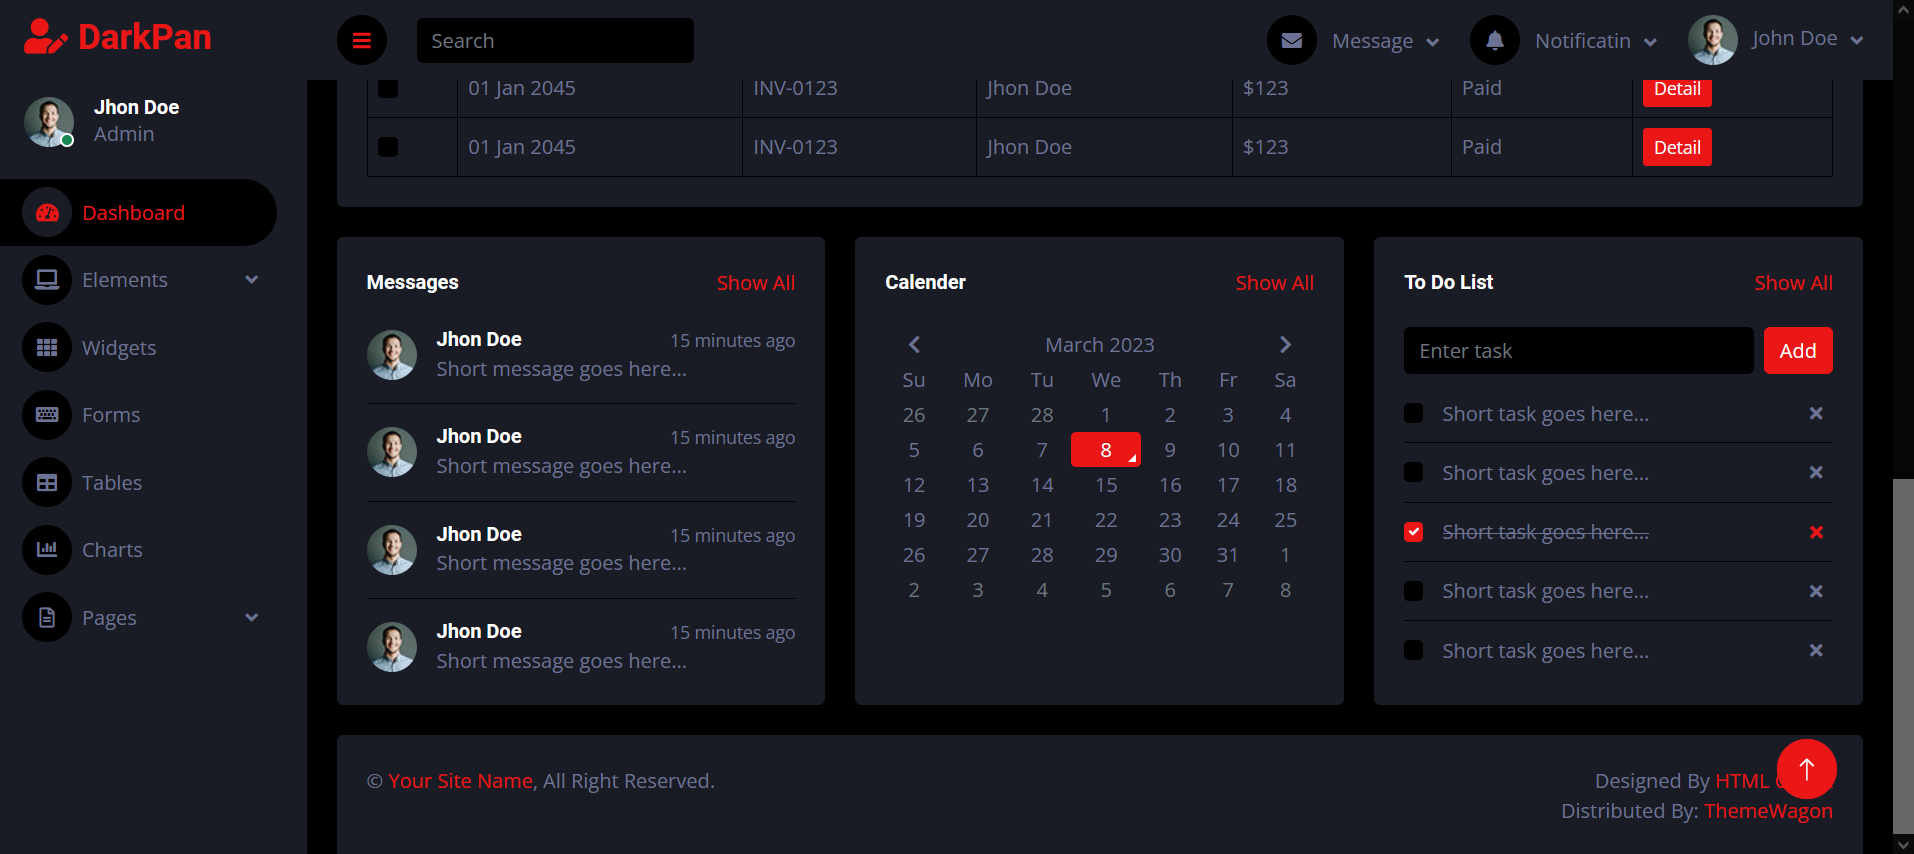 DarkPan
Search
Message
Notificatin
John Doe
Jhon Doe
Admin
Dashboard
Elements
Widgets
Forms
Tables
Charts
Pages
01 Jan 2045 INV-0123 Jhon Doe $123 Paid Detail
01 Jan 2045 INV-0123 Jhon Doe $123 Paid Detail
Messages Show All
Jhon Doe 15 minutes ago
Short message goes here...
Jhon Doe 15 minutes ago
Short message goes here...
Jhon Doe 15 minutes ago
Short message goes here...
Jhon Doe 15 minutes ago
Short message goes here...
Calender Show All
March 2023
Su Mo Tu We Th Fr Sa
26 27 28 1 2 3 4
5 6 7 8 9 10 11
12 13 14 15 16 17 18
19 20 21 22 23 24 25
26 27 28 29 30 31 1
2 3 4 5 6 7 8
To Do List Show All
Enter task Add
Short task goes here...
Short task goes here...
Short task goes here...
Short task goes here...
Short task goes here...
© Your Site Name, All Right Reserved.
Designed By HTML
Distributed By: ThemeWagon